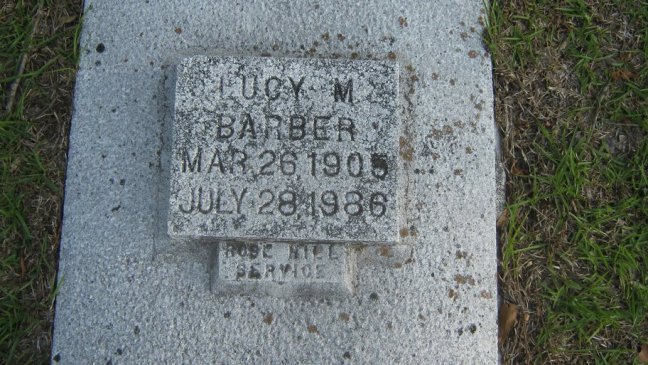 LUCY M
BARBER
MAR. 26, 1905
JULY 28, 1986
ROSE HILL
SERVICE